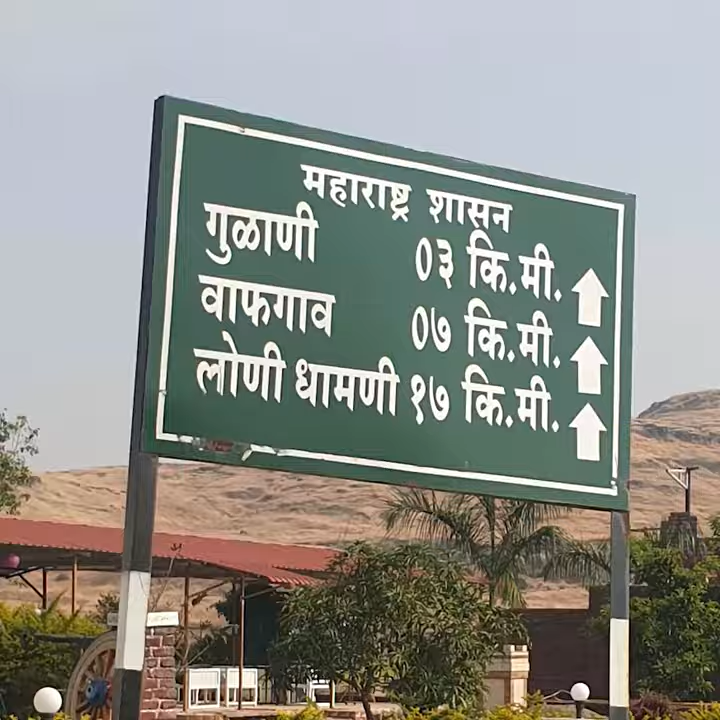 महाराष्ट्र शासन
गुळाणी ०३ कि.मी.
वाफगाव ०७ कि.मी.
लोणी धामणी १७ कि.मी.